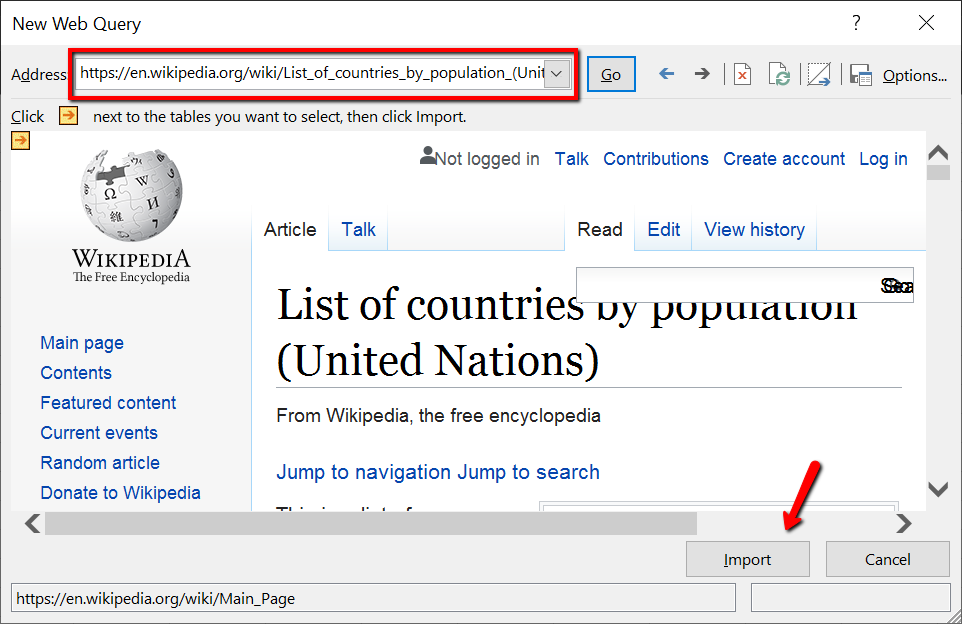 New Web Query ?
Address https://en.wikipedia.org/wiki/List_of_countries_by_population_(Unit Go Options...
Click next to the tables you want to select, then click Import.
Not logged in Talk Contributions Create account Log in
Article Talk Read Edit View history
WIKIPEDIA
The Free Encyclopedia
List of countries by population
(United Nations)
From Wikipedia, the free encyclopedia
Jump to navigation Jump to search
Main page
Contents
Featured content
Current events
Random article
Donate to Wikipedia
Import Cancel
https://en.wikipedia.org/wiki/Main_Page